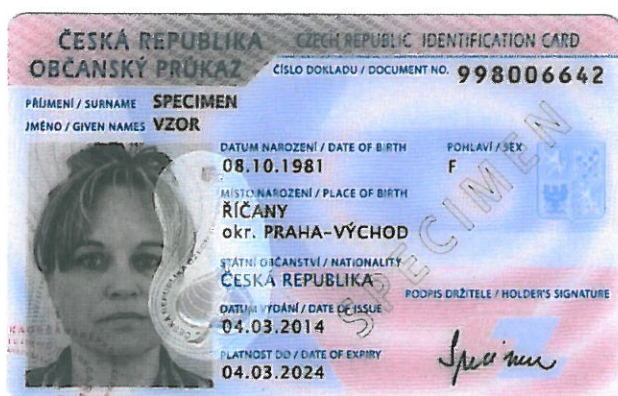 ČESKÁ REPUBLIKA CZECH REPUBLIC IDENTIFICATION CARD
OBČANSKÝ PRŮKAZ ČÍSLO DOKLADU / DOCUMENT NO. 998006642
PŘÍJMENÍ / SURNAME SPECIMEN
JMÉNO / GIVEN NAMES VZOR
DATUM NAROZENÍ / DATE OF BIRTH POHLAVÍ / SEX
08.10.1981 F
MÍSTO NAROZENÍ / PLACE OF BIRTH
ŘÍČANY
okr. PRAHA-VÝCHOD
STÁTNÍ OBČANSTVÍ / NATIONALITY
ČESKÁ REPUBLIKA
DATUM VYDÁNÍ / DATE OF ISSUE PODPIS DRŽITELE / HOLDER'S SIGNATURE
04.03.2014
PLATNOST DO / DATE OF EXPIRY
04.03.2024
Specimen
SPECIMEN